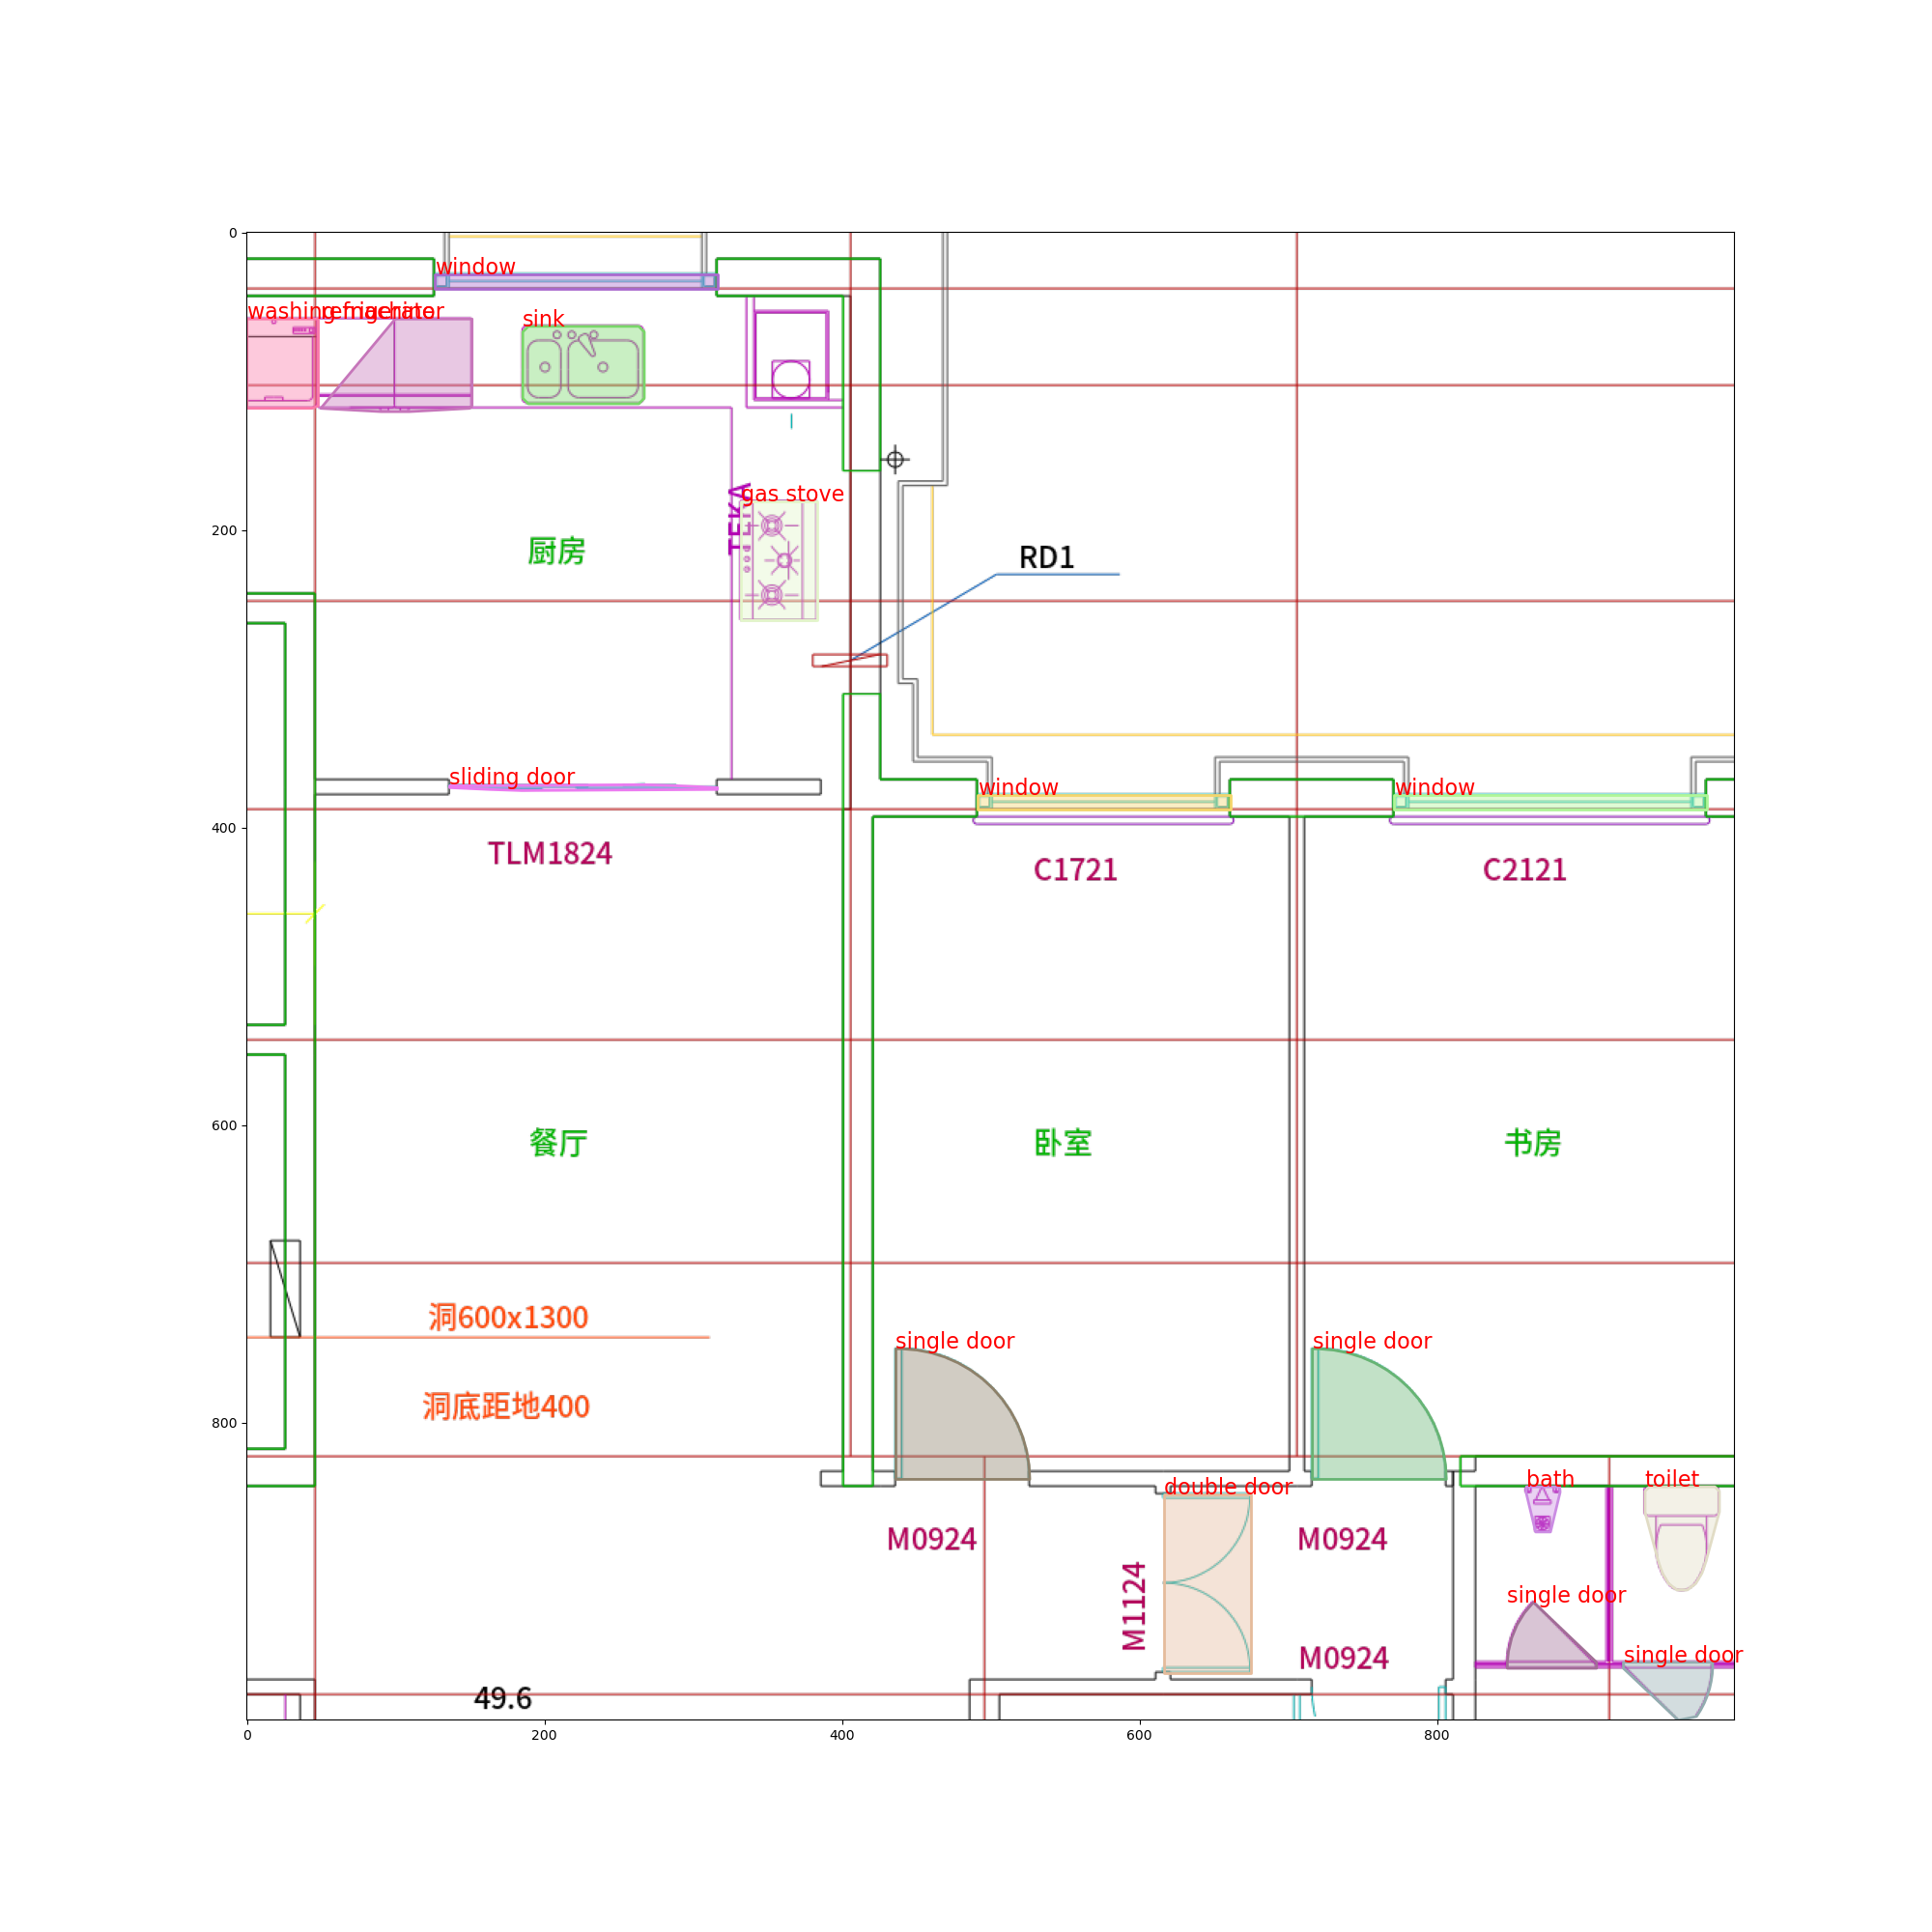 0
window
washing machine
refrigerator
sink
gas stove
TEKA
200
厨房
RD1
sliding door
window
window
400
TLM1824
C1721
C2121
600
餐厅
卧室
书房
洞600x1300
single door
single door
洞底距地400
800
double door
bath
toilet
M0924
M0924
M1124
single door
M0924
single door
49.6
0
200
400
600
800